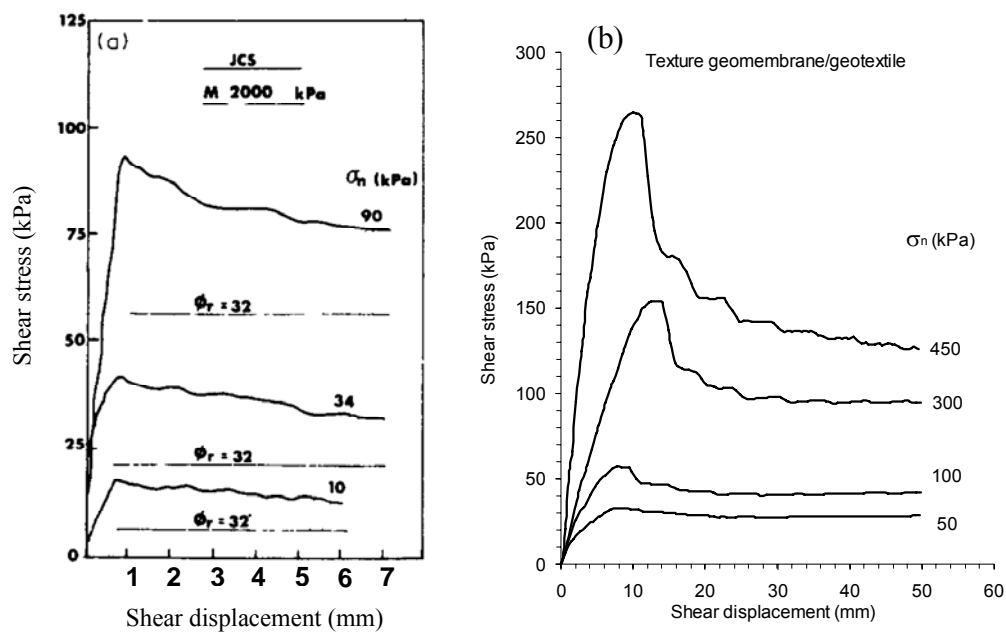 (a)
JCS
M 2000 kPa
σn (kPa)
90
ϕr = 32
34
ϕr = 32
10
ϕr = 32°
125
100
75
50
25
0
1 2 3 4 5 6 7
Shear stress (kPa)
Shear displacement (mm)
(b)
Texture geomembrane/geotextile
σn (kPa)
450
300
100
50
300
250
200
150
100
50
0
0 10 20 30 40 50 60
Shear stress (kPa)
Shear displacement (mm)